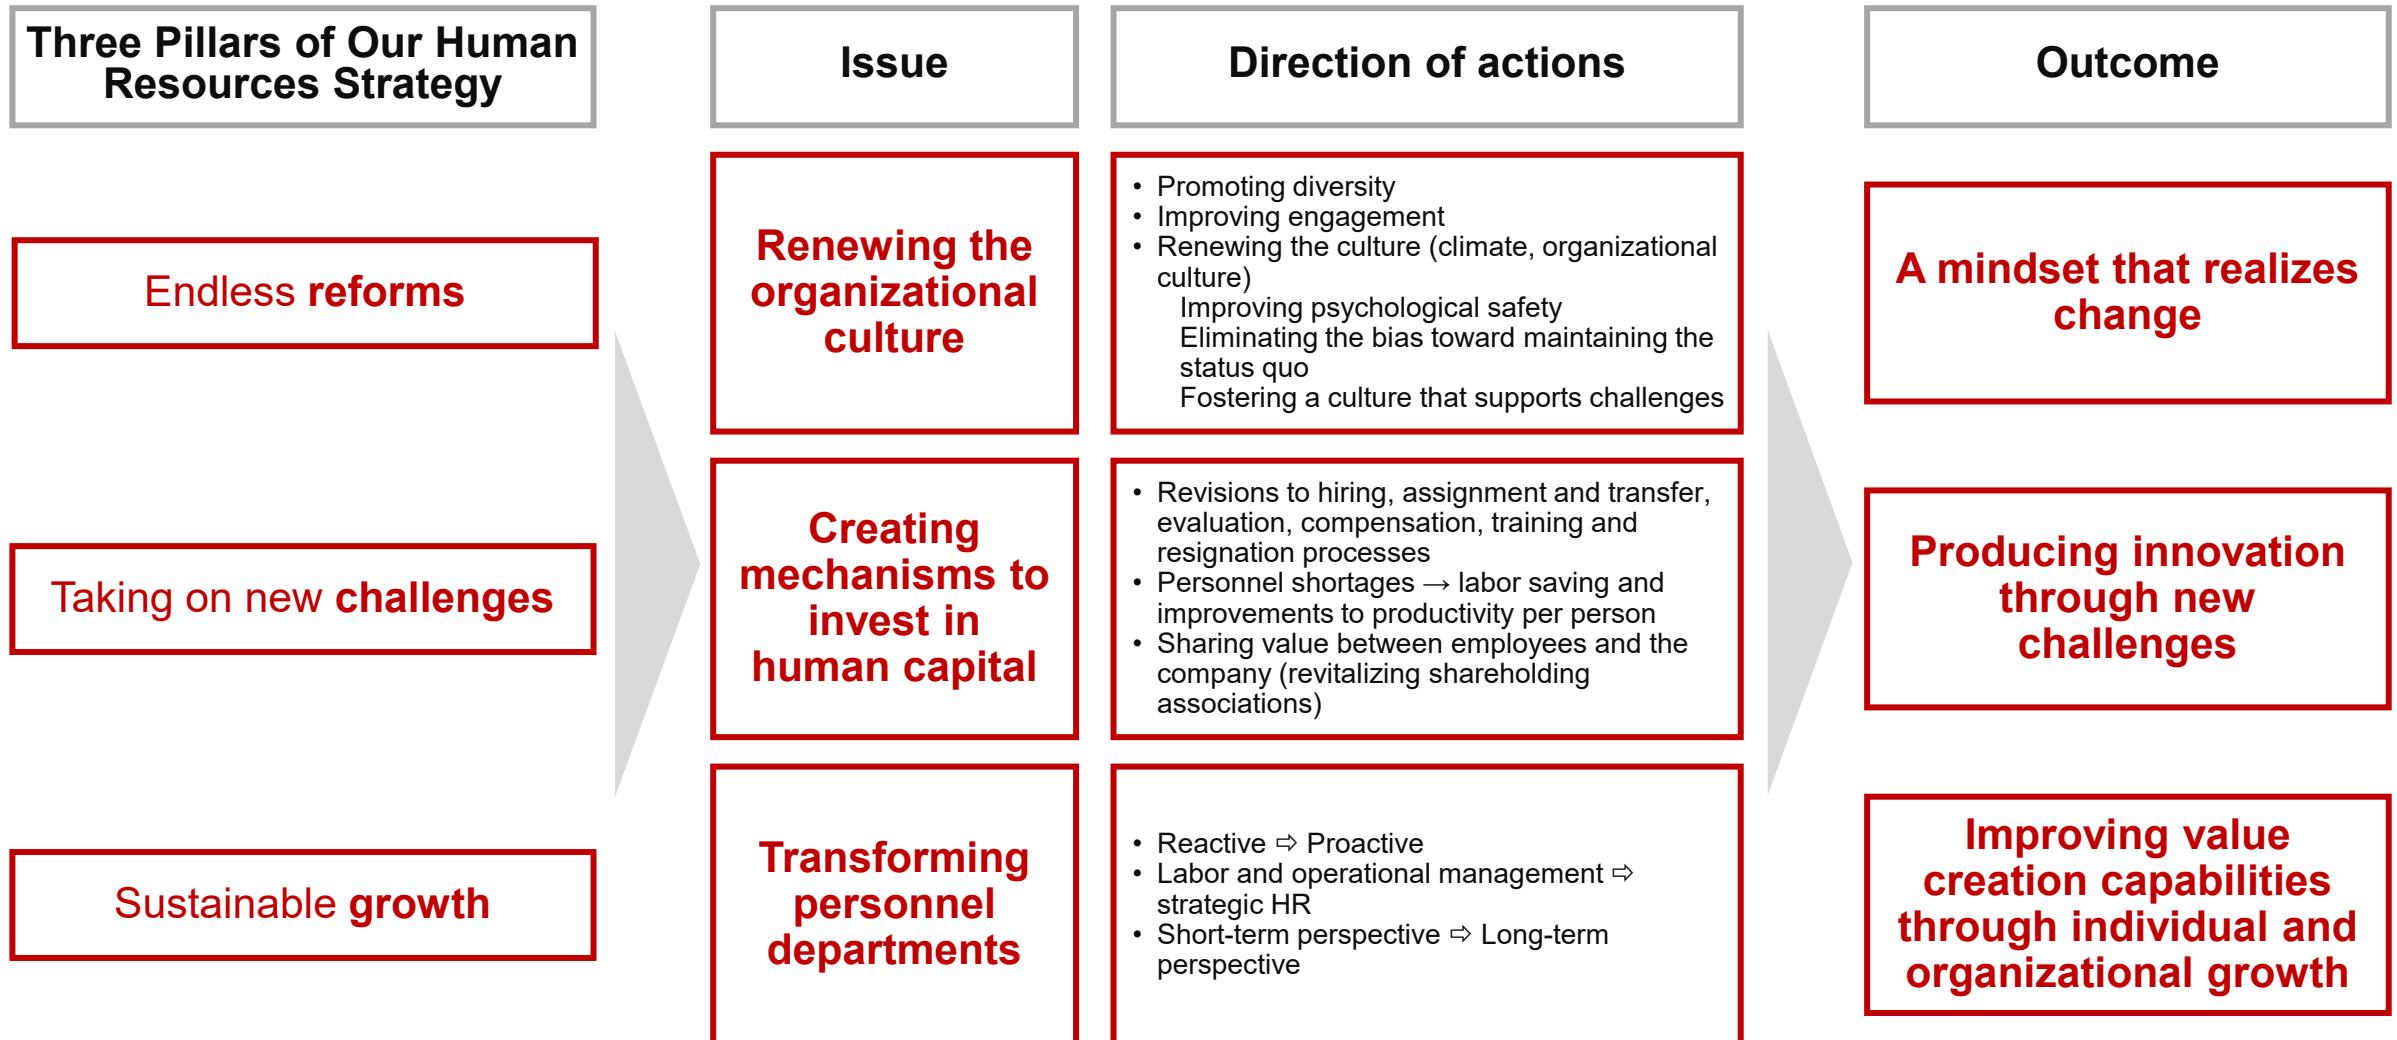 Three Pillars of Our Human
Resources Strategy
Issue
Direction of actions
Outcome
Endless reforms
Taking on new challenges
Sustainable growth
Renewing the
organizational
culture
• Promoting diversity
• Improving engagement
• Renewing the culture (climate, organizational
culture)
Improving psychological safety
Eliminating the bias toward maintaining the
status quo
Fostering a culture that supports challenges
Creating
mechanisms to
invest in
human capital
• Revisions to hiring, assignment and transfer,
evaluation, compensation, training and
resignation processes
• Personnel shortages → labor saving and
improvements to productivity per person
• Sharing value between employees and the
company (revitalizing shareholding
associations)
Transforming
personnel
departments
• Reactive ⇨ Proactive
• Labor and operational management ⇨
strategic HR
• Short-term perspective ⇨ Long-term
perspective
A mindset that realizes
change
Producing innovation
through new
challenges
Improving value
creation capabilities
through individual and
organizational growth